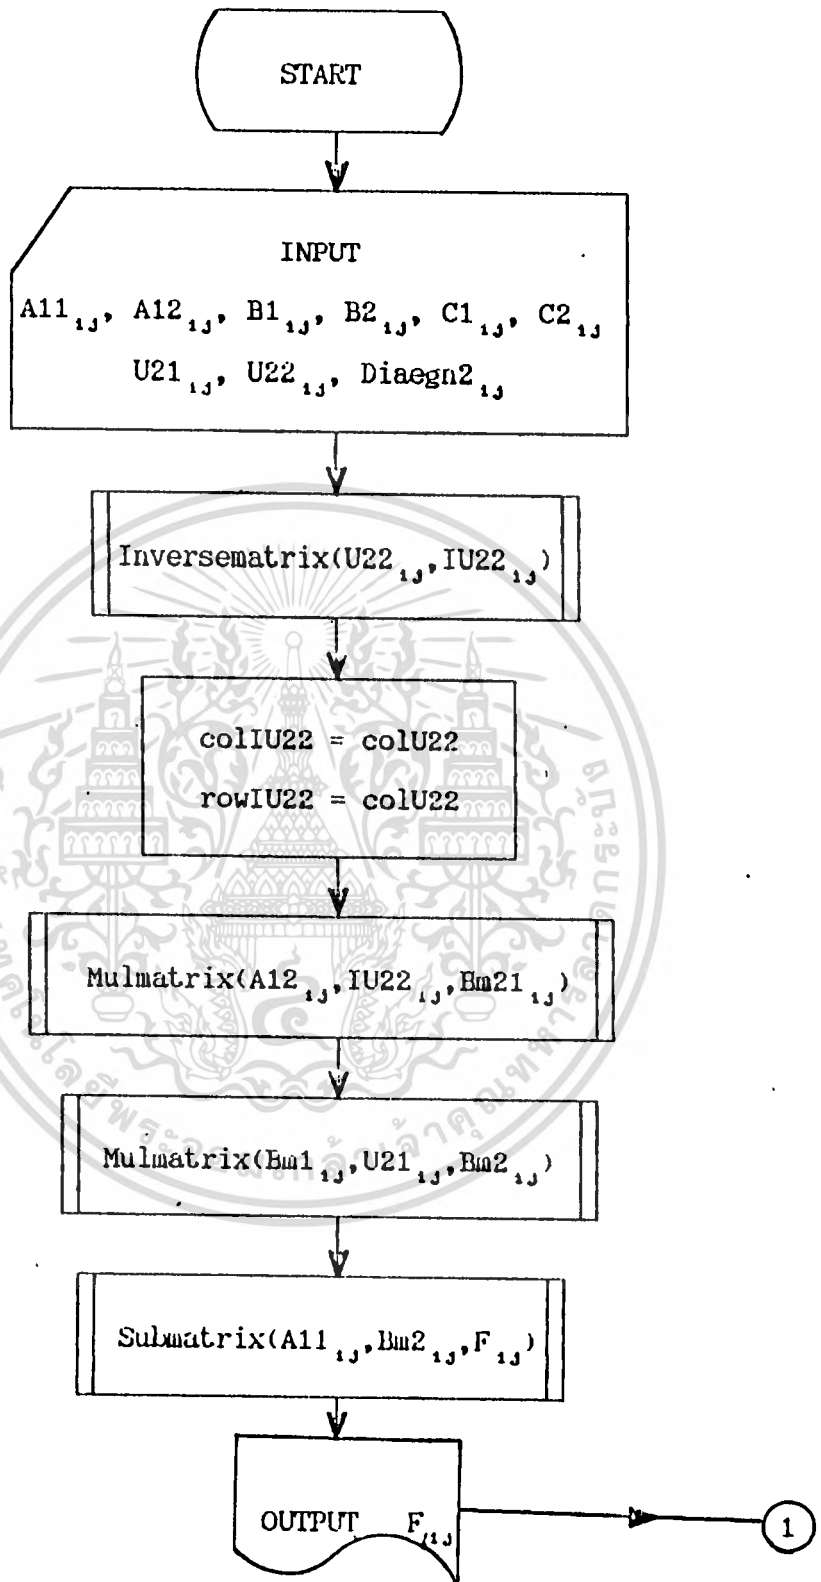 START
INPUT
A11ij, A12ij, B1ij, B2ij, C1ij, C2ij
U21ij, U22ij, Diaegn2ij
Inversematrix(U22ij,IU22ij)
colIU22 = colU22
rowIU22 = colU22
Mulmatrix(A12ij,IU22ij,Bm21ij)
Mulmatrix(Bm1ij,U21ij,Bm2ij)
Submatrix(A11ij,Bm2ij,Fij)
OUTPUT Fij
1